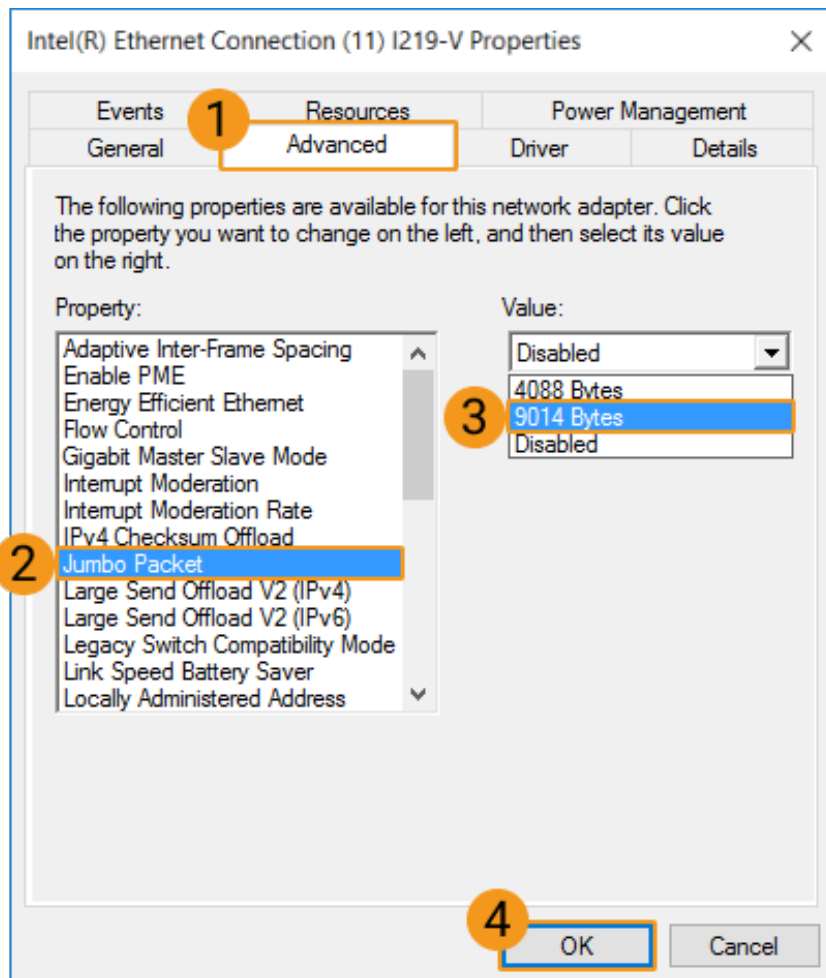 Intel(R) Ethernet Connection (11) I219-V Properties
Events
Resources
Power Management
1
General
Advanced
Driver
Details
The following properties are available for this network adapter. Click
the property you want to change on the left, and then select its value
on the right.
Property:
Value:
Adaptive Inter-Frame Spacing
Enable PME
Energy Efficient Ethernet
Flow Control
Gigabit Master Slave Mode
Interrupt Moderation
Interrupt Moderation Rate
IPv4 Checksum Offload
2
Jumbo Packet
Large Send Offload V2 (IPv4)
Large Send Offload V2 (IPv6)
Legacy Switch Compatibility Mode
Link Speed Battery Saver
Locally Administered Address
Disabled
4088 Bytes
3
9014 Bytes
Disabled
4
OK
Cancel